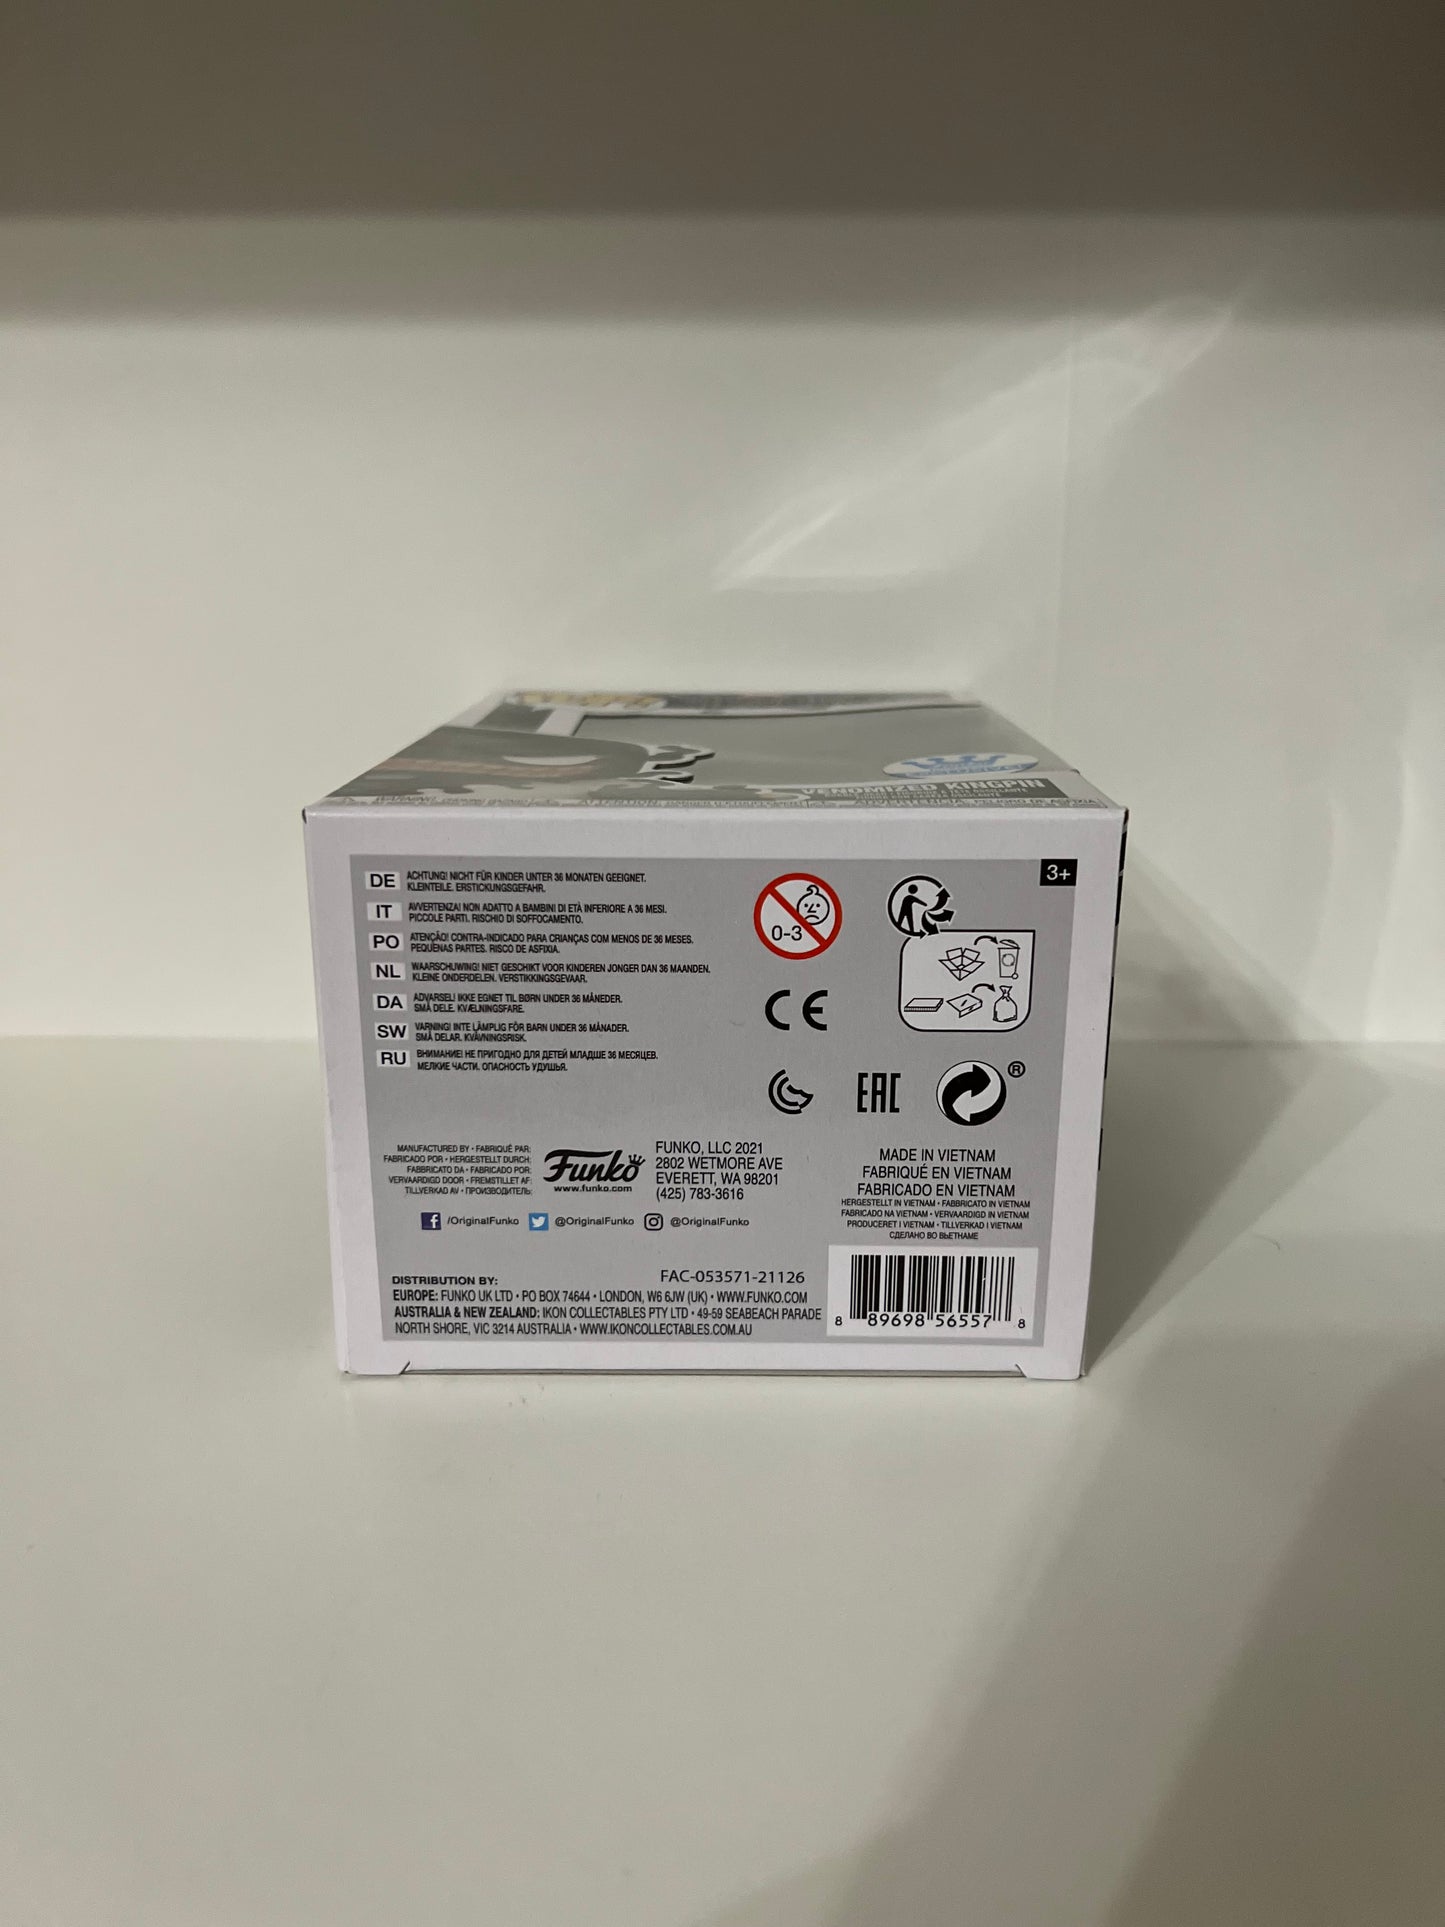 VENOMIZED KINGPIN
3+
DE ACHTUNG! NICHT FÜR KINDER UNTER 36 MONATEN GEEIGNET.
KLEINTEILE. ERSTICKUNGSGEFAHR.
IT AVVERTENZA! NON ADATTO A BAMBINI DI ETÀ INFERIORE A 36 MESI.
PICCOLE PARTI. RISCHIO DI SOFFOCAMENTO.
PO ATENÇÃO! CONTRA-INDICADO PARA CRIANÇAS COM MENOS DE 36 MESES.
PEQUENAS PARTES. RISCO DE ASFIXIA.
NL WAARSCHUWING! NIET GESCHIKT VOOR KINDEREN JONGER DAN 36 MAANDEN.
KLEINE ONDERDELEN. VERSTIKKINGSGEVAAR.
DA ADVARSEL! IKKE EGNET TIL BØRN UNDER 36 MÅNEDER.
SMÅ DELE. KVÆLNINGSFARE.
SW VARNING! INTE LÄMPLIG FÖR BARN UNDER 36 MÅNADER.
SMÅ DELAR. KVÄVNINGSRISK.
RU ВНИМАНИЕ! НЕ ПРИГОДНО ДЛЯ ДЕТЕЙ МЛАДШЕ 36 МЕСЯЦЕВ.
МЕЛКИЕ ЧАСТИ. ОПАСНОСТЬ УДУШЬЯ.
0-3
CE
EAC
®
MANUFACTURED BY • FABRIQUÉ PAR:
FABRICADO POR • HERGESTELLT DURCH:
FABBRICATO DA • FABRICADO POR:
VERVAARDIGD DOOR • FREMSTILLET AF:
TILLVERKAD AV • ПРОИЗВОДИТЕЛЬ:
Funko
www.funko.com
FUNKO, LLC 2021
2802 WETMORE AVE
EVERETT, WA 98201
(425) 783-3616
/OriginalFunko @OriginalFunko @OriginalFunko
MADE IN VIETNAM
FABRIQUÉ EN VIETNAM
FABRICADO EN VIETNAM
HERGESTELLT IN VIETNAM • FABBRICATO IN VIETNAM
FABRICADO NA VIETNAM • VERVAARDIGD IN VIETNAM
PRODUCERET I VIETNAM • TILLVERKAD I VIETNAM
СДЕЛАНО ВО ВЬЕТНАМЕ
DISTRIBUTION BY: FAC-053571-21126
EUROPE: FUNKO UK LTD • PO BOX 74644 • LONDON, W6 6JW (UK) • WWW.FUNKO.COM
AUSTRALIA & NEW ZEALAND: IKON COLLECTABLES PTY LTD • 49-59 SEABEACH PARADE
NORTH SHORE, VIC 3214 AUSTRALIA • WWW.IKONCOLLECTABLES.COM.AU
8 89698 56557 8